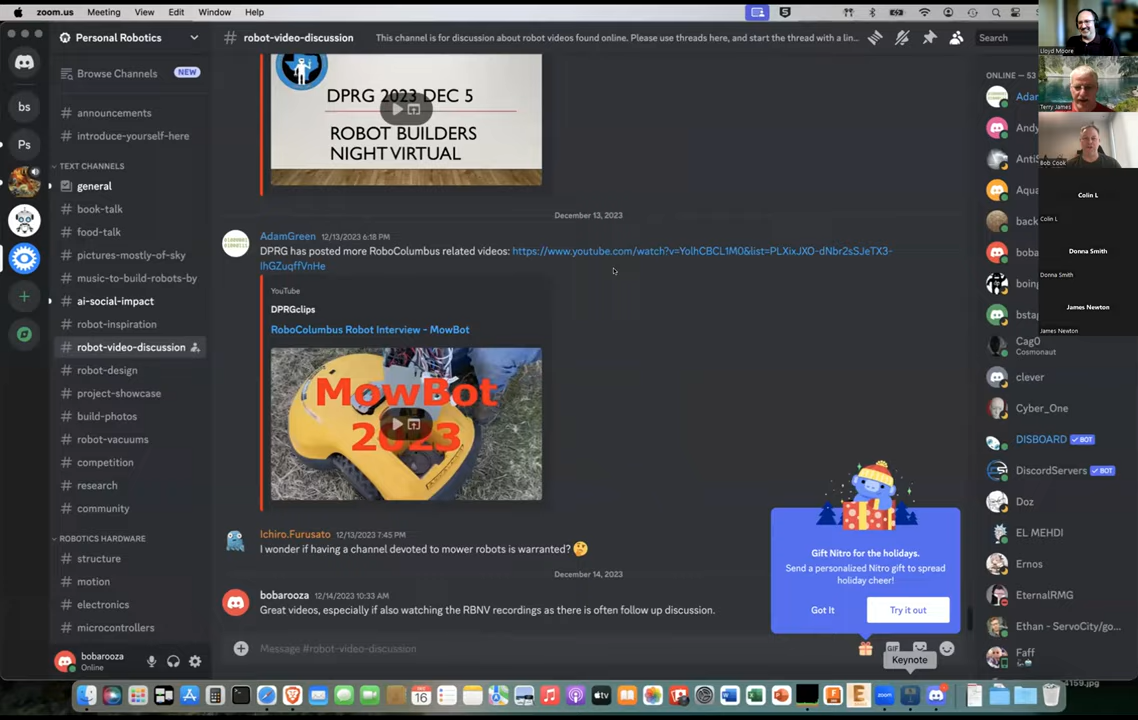 zoom.us Meeting View Edit Window Help
Personal Robotics
Browse Channels NEW
announcements
introduce-yourself-here
TEXT CHANNELS
general
book-talk
food-talk
pictures-mostly-of-sky
music-to-build-robots-by
ai-social-impact
robot-inspiration
robot-video-discussion
robot-design
project-showcase
build-photos
robot-vacuums
competition
research
community
ROBOTICS HARDWARE
structure
motion
electronics
microcontrollers
bobarooza
Online
bs
Ps
# robot-video-discussion
This channel is for discussion about robot videos found online. Please use threads here, and start the thread with a lin...
Search
DPRG 2023 DEC 5
ROBOT BUILDERS
NIGHT VIRTUAL
December 13, 2023
AdamGreen 12/13/2023 6:18 PM
DPRG has posted more RoboColumbus related videos: https://www.youtube.com/watch?v=YolhCBCL1M0&list=PLXixJXO-dNbr2sSJeTX3-
IhGZuqffVnHe
YouTube
DPRGclips
RoboColumbus Robot Interview - MowBot
MowBot
2023
Ichiro.Furusato 12/13/2023 7:45 PM
I wonder if having a channel devoted to mower robots is warranted? 🤔
December 14, 2023
bobarooza 12/14/2023 10:33 AM
Great videos, especially if also watching the RBNV recordings as there is often follow up discussion.
Message #robot-video-discussion
Gift Nitro for the holidays.
Send a personalized Nitro gift to spread
holiday cheer!
Got It
Try it out
GIF
Keynote
ONLINE — 53
Adam
Andy
Anti
Aqua
back
boba
boing
bstag
Cag0
Cosmonaut
clever
Cyber_One
DISBOARD ✓ BOT
DiscordServers ✓ BOT
Doz
EL MEHDI
Ernos
EternalRMG
Ethan - ServoCity/go...
Faff
Lloyd Moore
Terry James
Bob Cook
Colin L
Colin L
Donna Smith
Donna Smith
James Newton
James Newton
DEC
16
1159.jpg